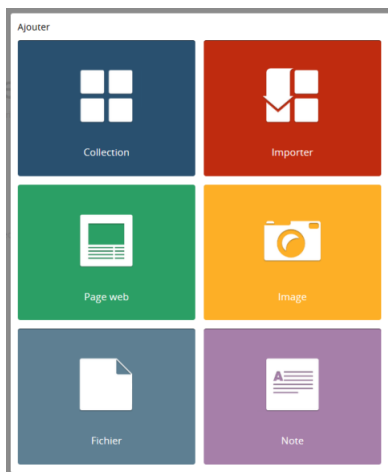 Ajouter
Collection
Importer
Page web
Image
Fichier
A
Note